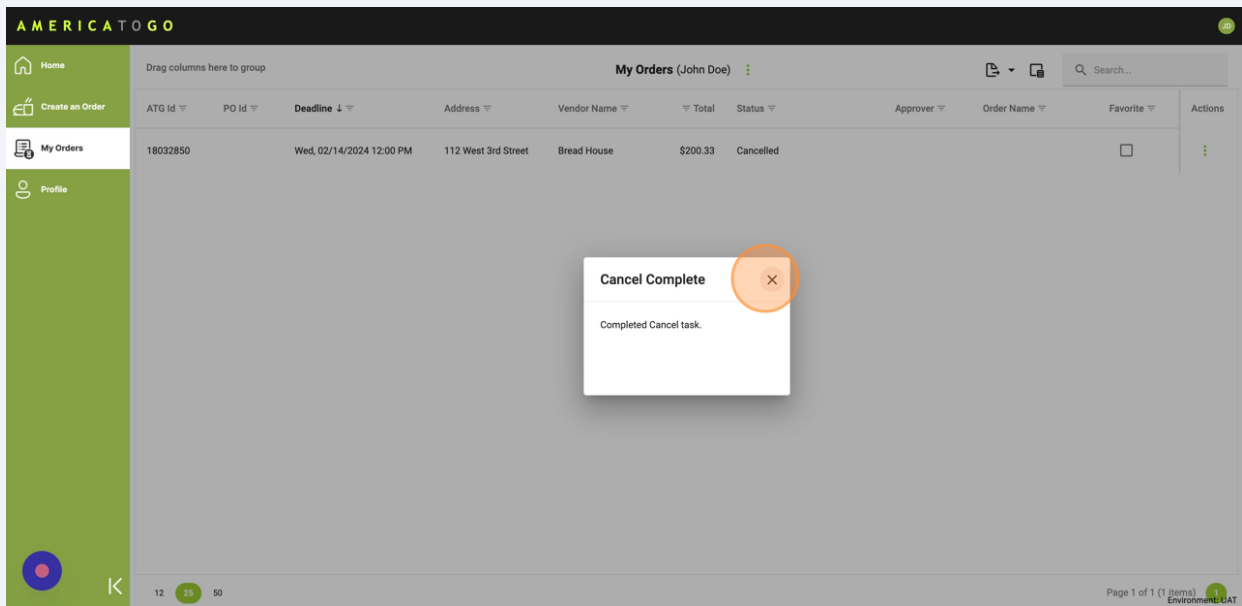 AMERICATOGO
JD
Home
Create an Order
My Orders
Profile
Drag columns here to group
My Orders (John Doe)
Search...
ATG Id PO Id Deadline Address Vendor Name Total Status Approver Order Name Favorite Actions
18032850 Wed, 02/14/2024 12:00 PM 112 West 3rd Street Bread House $200.33 Cancelled
Cancel Complete
Completed Cancel task.
12 25 50
Page 1 of 1 (1 items) 1
Environment: UAT